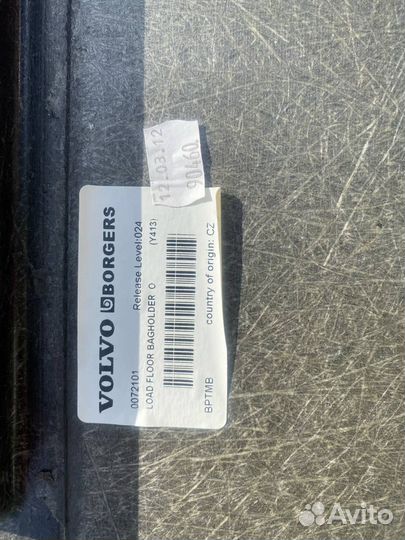 VOLVO BORGERS
0072101 Release Level:024
LOAD FLOOR BAGHOLDER O (Y413)
BPTMB country of origin: CZ
12.03.12
90460
Avito